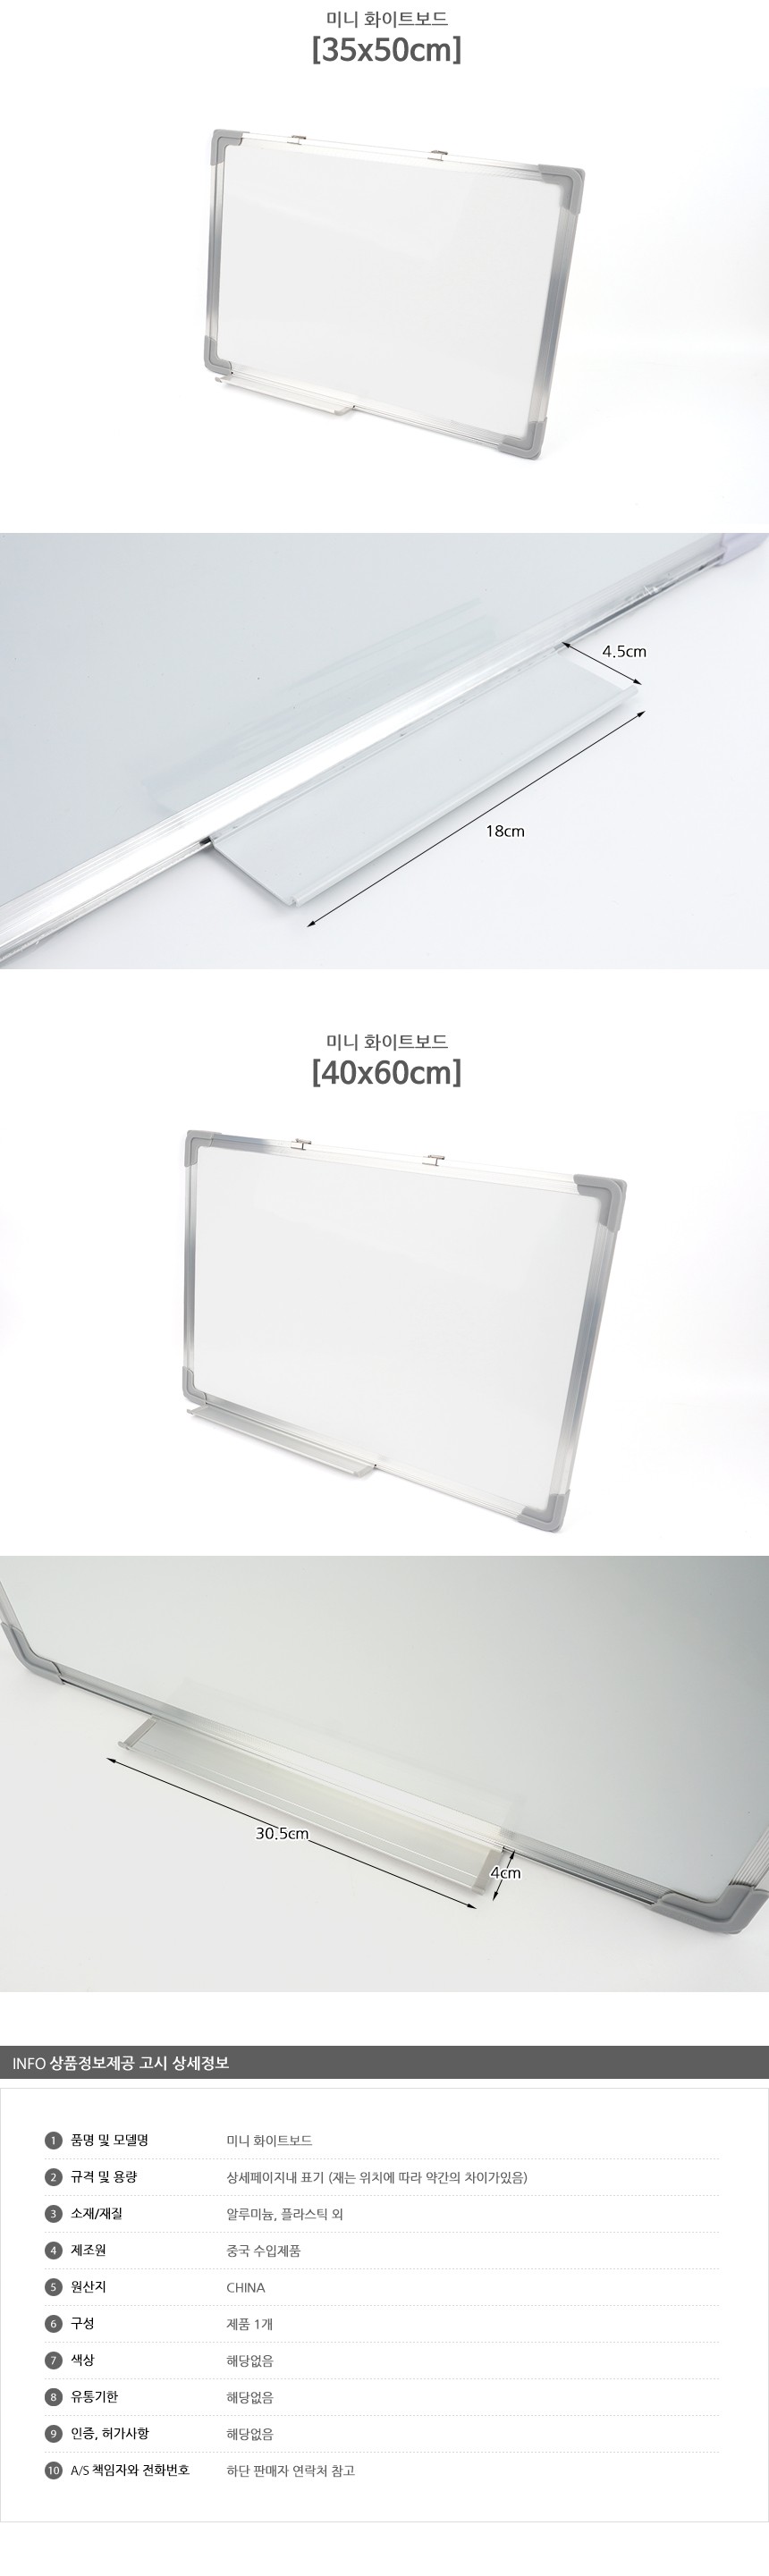 미니 화이트보드
[35x50cm]
4.5cm
18cm
미니 화이트보드
[40x60cm]
30.5cm
4cm
INFO 상품정보제공 고시 상세정보
1 품명 및 모델명 미니 화이트보드
2 규격 및 용량 상세페이지내 표기 (재는 위치에 따라 약간의 차이가있음)
3 소재/재질 알루미늄, 플라스틱 외
4 제조원 중국 수입제품
5 원산지 CHINA
6 구성 제품 1개
7 색상 해당없음
8 유통기한 해당없음
9 인증, 허가사항 해당없음
10 A/S 책임자와 전화번호 하단 판매자 연락처 참고